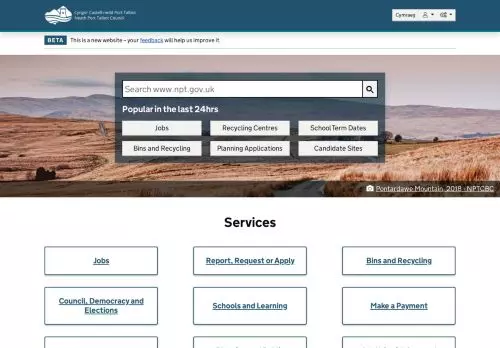 Cyngor Castell-nedd Port Talbot
Neath Port Talbot Council
Cymraeg
BETA This is a new website – your feedback will help us improve it.
Search www.npt.gov.uk
Popular in the last 24hrs
Jobs Recycling Centres School Term Dates
Bins and Recycling Planning Applications Candidate Sites
Pontardawe Mountain, 2018 - NPTCBC
Services
Jobs Report, Request or Apply Bins and Recycling
Council, Democracy and
Elections
Schools and Learning Make a Payment